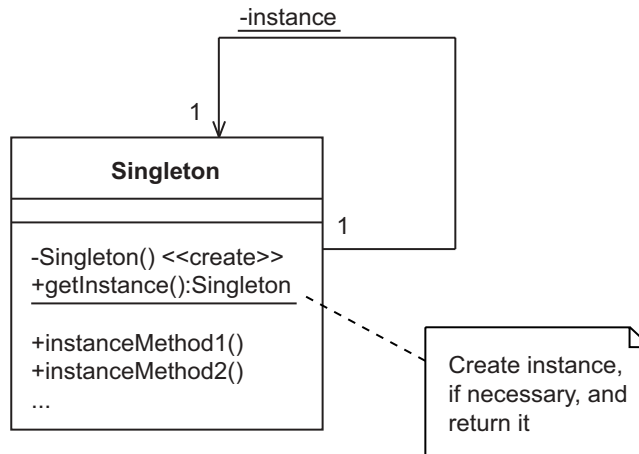 -instance
1
Singleton
1
-Singleton() <<create>>
+getInstance():Singleton
+instanceMethod1()
+instanceMethod2()
...
Create instance,
if necessary, and
return it